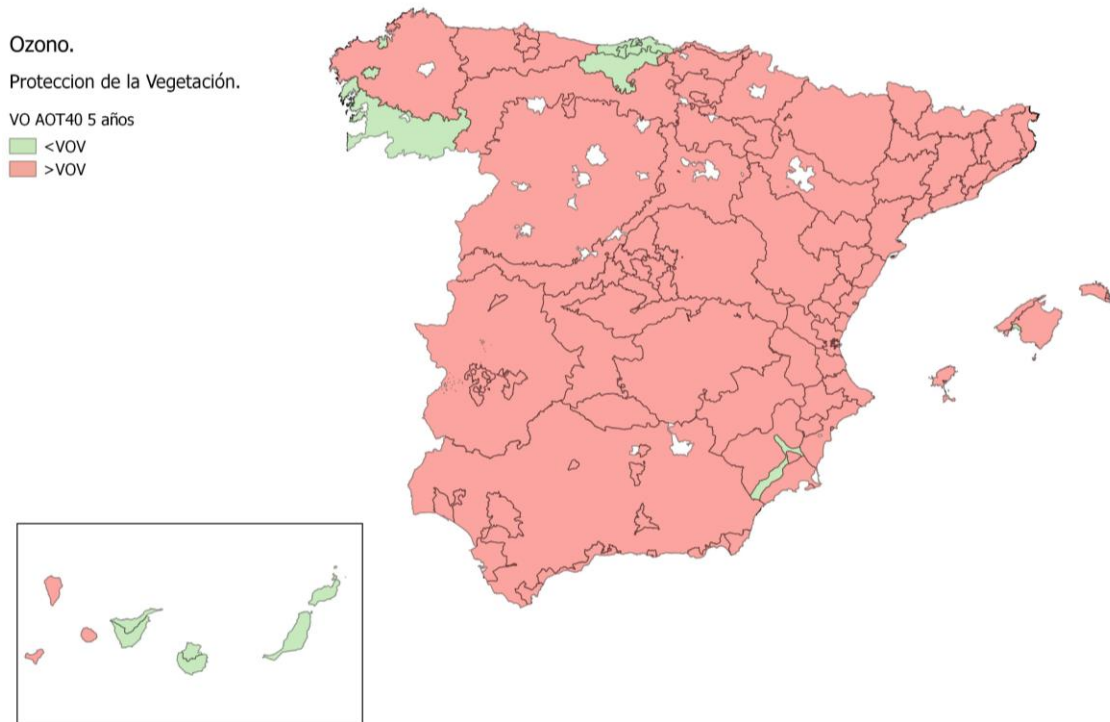 Ozono.
Proteccion de la Vegetación.
VO AOT40 5 años
<VOV
>VOV